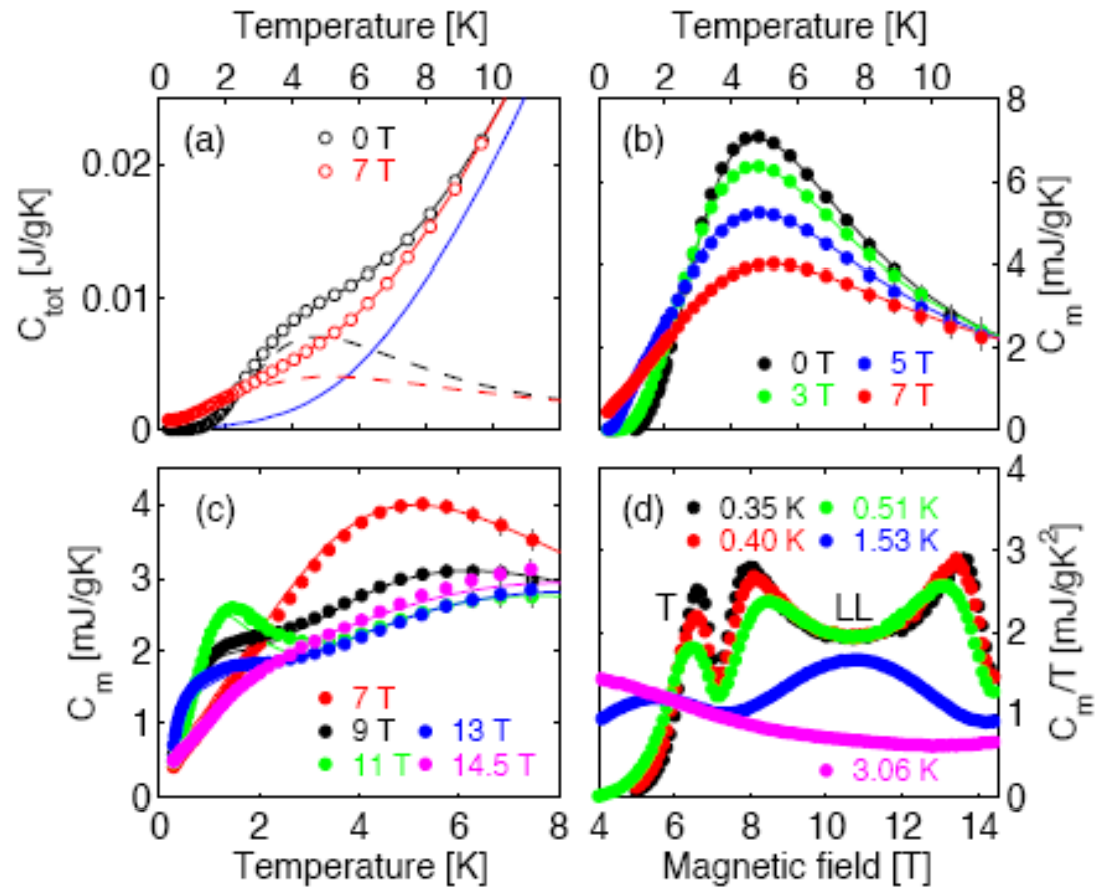 Temperature [K]
0 2 4 6 8 10
Temperature [K]
0 2 4 6 8 10
(a)
0 T
7 T
0.02
0.01
0
C_tot [J/gK]
(b)
0 T
3 T
5 T
7 T
8
6
4
2
0
C_m [mJ/gK]
(c)
7 T
9 T
11 T
13 T
14.5 T
4
3
2
1
0
C_m [mJ/gK]
0 2 4 6 8
Temperature [K]
(d)
0.35 K
0.40 K
0.51 K
1.53 K
T
LL
3.06 K
4
3
2
1
0
C_m/T [mJ/gK²]
4 6 8 10 12 14
Magnetic field [T]